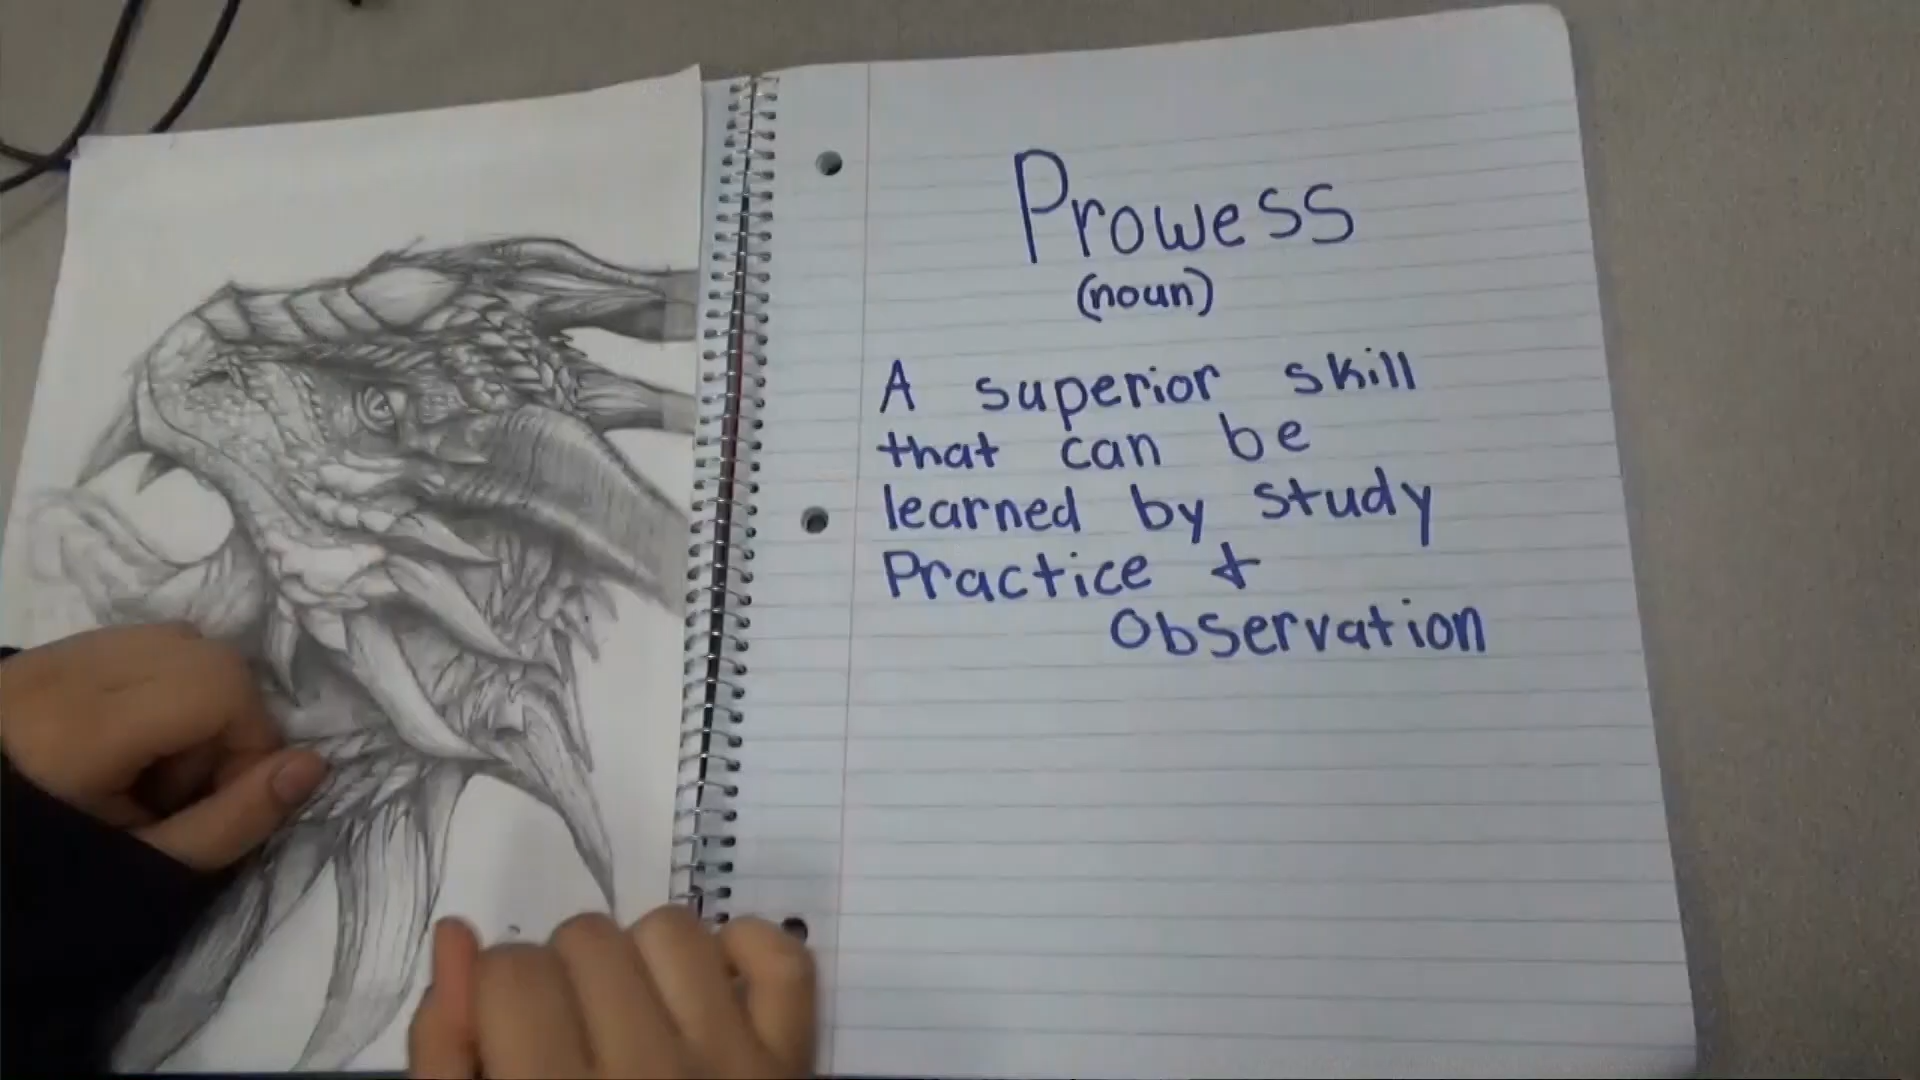 Prowess
(noun)
A superior skill
that can be
learned by study
Practice &
Observation